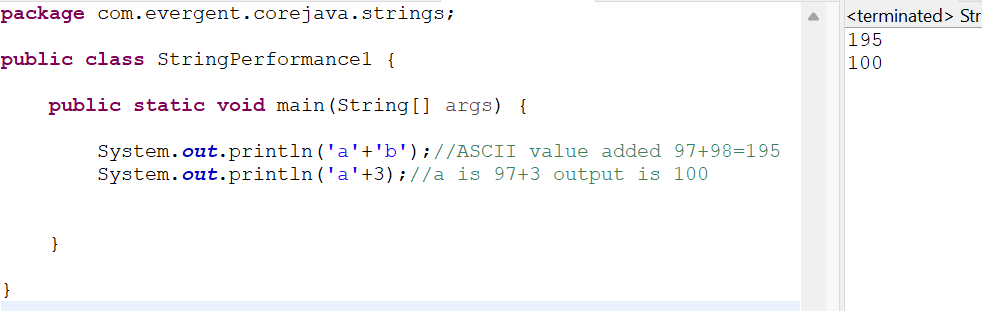 package com.evergent.corejava.strings;
public class StringPerformance1 {
public static void main(String[] args) {
System.out.println('a'+'b');//ASCII value added 97+98=195
System.out.println('a'+3);//a is 97+3 output is 100
}
}
<terminated> Str
195
100